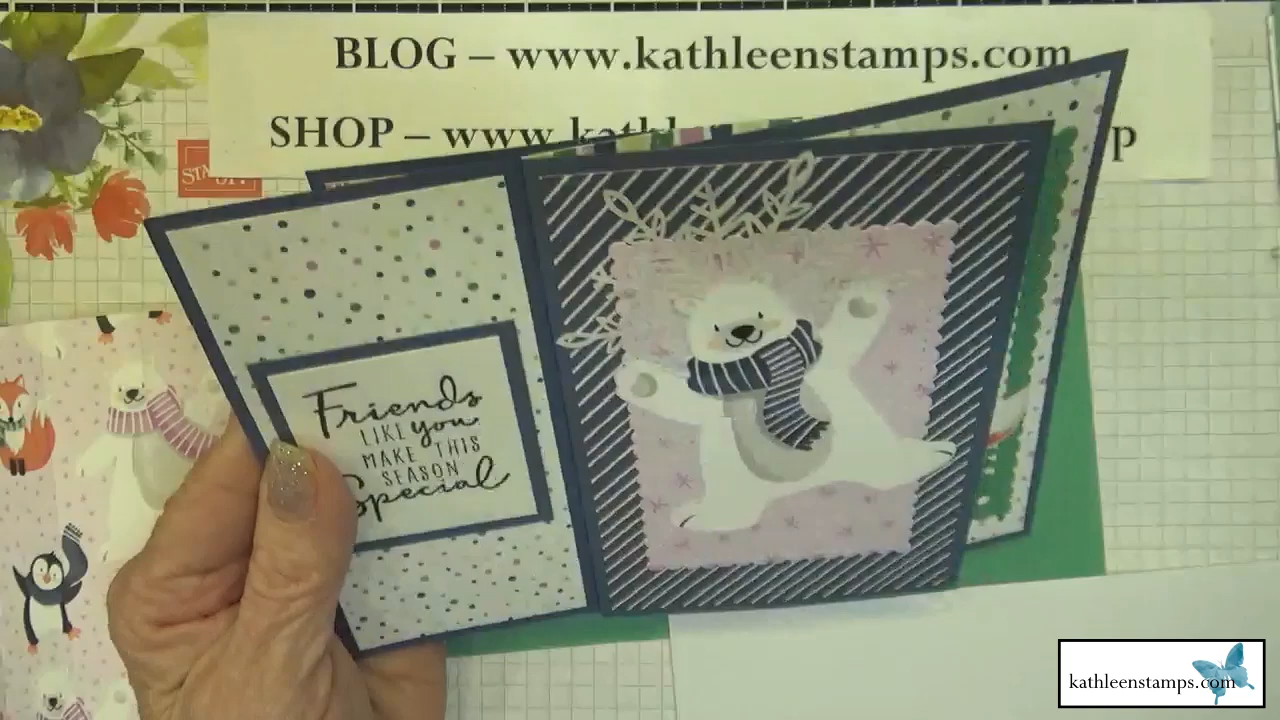 BLOG – www.kathleenstamps.com
SHOP – www.kathl
p
Friends
LIKE you
MAKE THIS
SEASON
Special
kathleenstamps.com